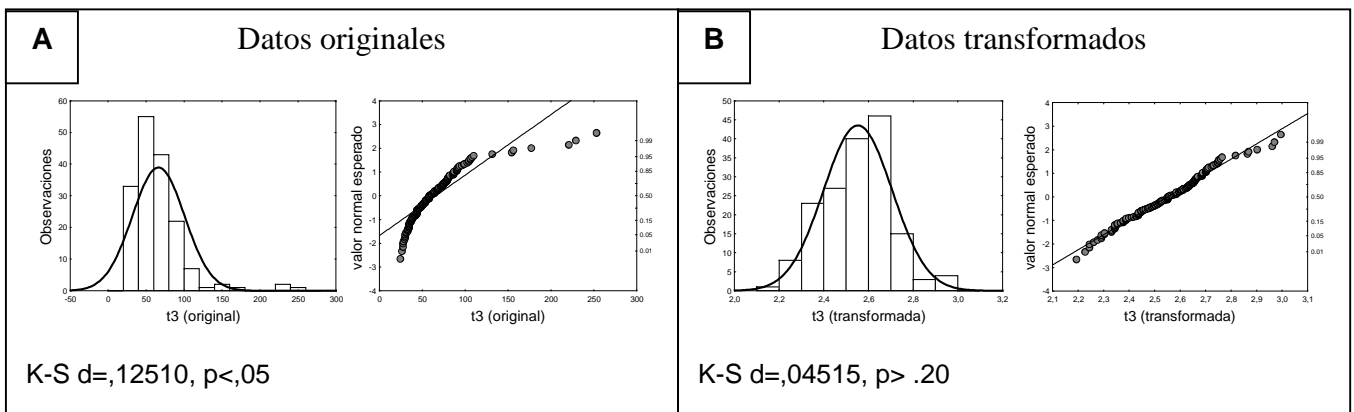 A
Datos originales
60
50
40
30
20
10
0
Observaciones
-50 0 50 100 150 200 250 300
t3 (original)
4
3
2
1
0
-1
-2
-3
-4
valor normal esperado
0.99
0.95
0.85
0.50
0.15
0.05
0.01
0 50 100 150 200 250 300
t3 (original)
K-S d=,12510, p<,05
B
Datos transformados
50
45
40
35
30
25
20
15
10
5
0
Observaciones
2,0 2,2 2,4 2,6 2,8 3,0 3,2
t3 (transformada)
4
3
2
1
0
-1
-2
-3
-4
valor normal esperado
0.99
0.95
0.85
0.50
0.15
0.05
0.01
2,1 2,2 2,3 2,4 2,5 2,6 2,7 2,8 2,9 3,0 3,1
t3 (transformada)
K-S d=,04515, p> .20